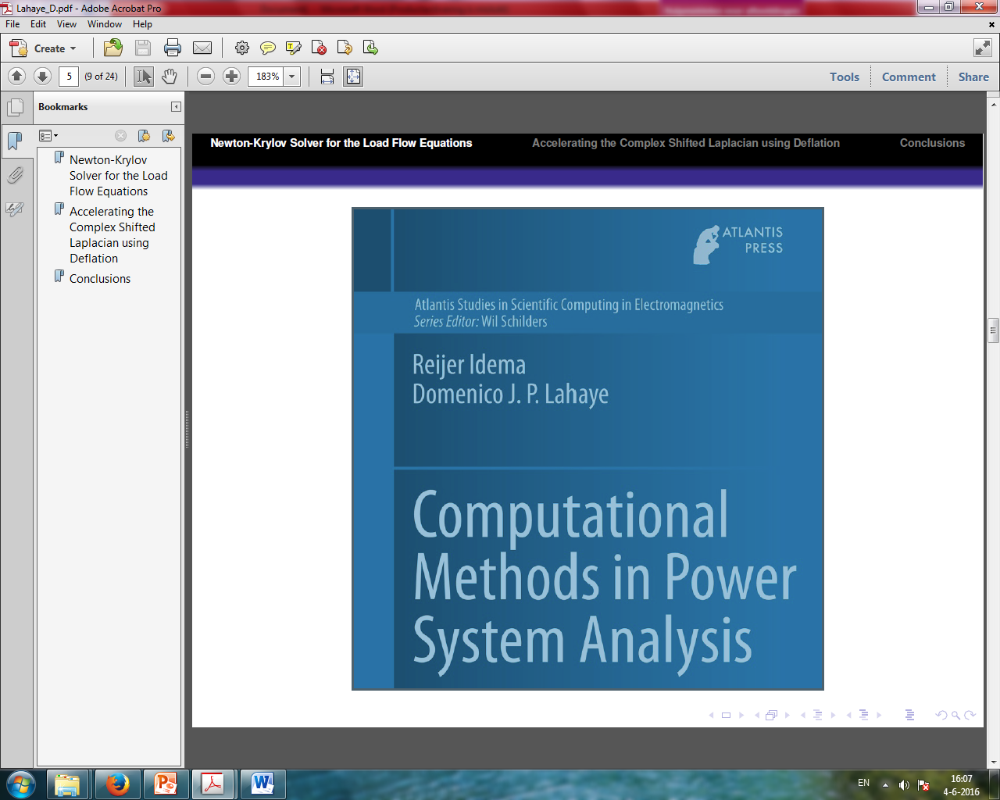 Lahaye_D.pdf - Adobe Acrobat Pro
File Edit View Window Help
Create
5 (9 of 24) 183% Tools Comment Share
Bookmarks
Newton-Krylov
Solver for the Load
Flow Equations
Accelerating the
Complex Shifted
Laplacian using
Deflation
Conclusions
Newton-Krylov Solver for the Load Flow Equations Accelerating the Complex Shifted Laplacian using Deflation Conclusions
ATLANTIS
PRESS
Atlantis Studies in Scientific Computing in Electromagnetics
Series Editor: Wil Schilders
Reijer Idema
Domenico J. P. Lahaye
Computational
Methods in Power
System Analysis
EN 16:07
4-6-2016